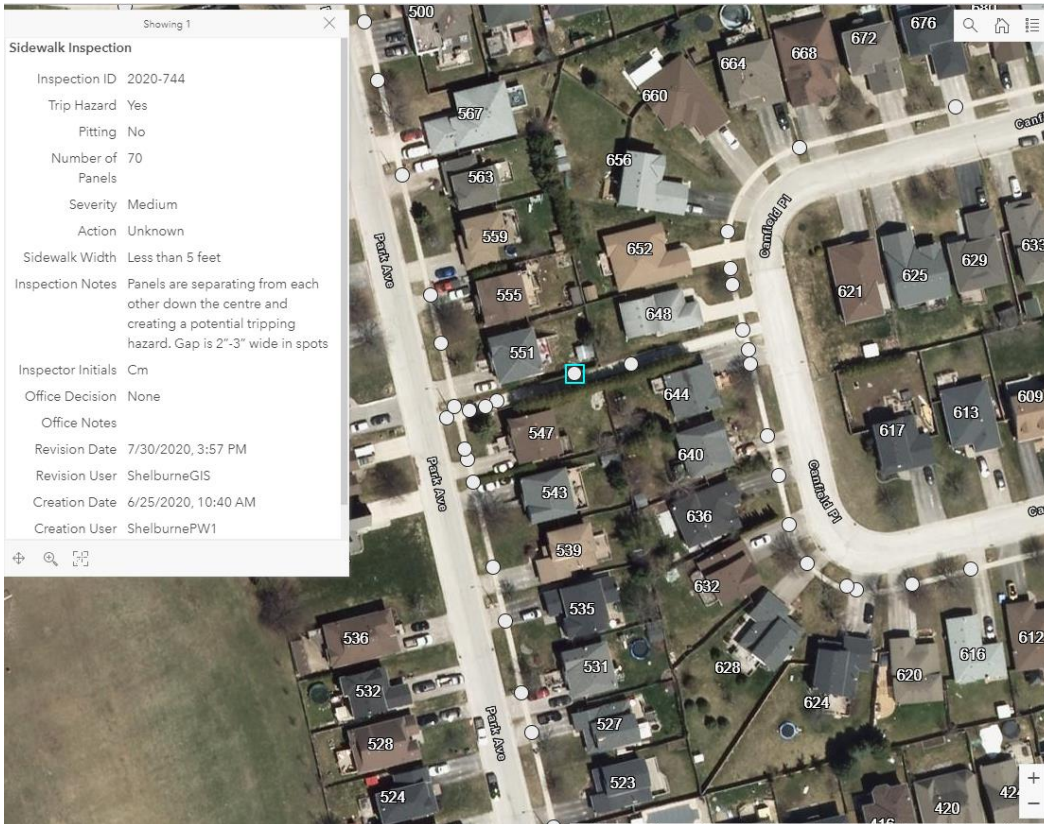 Showing 1
Sidewalk Inspection
Inspection ID 2020-744
Trip Hazard Yes
Pitting No
Number of 70
Panels
Severity Medium
Action Unknown
Sidewalk Width Less than 5 feet
Inspection Notes Panels are separating from each
other down the centre and
creating a potential tripping
hazard. Gap is 2"-3" wide in spots
Inspector Initials Cm
Office Decision None
Office Notes
Revision Date 7/30/2020, 3:57 PM
Revision User ShelburneGIS
Creation Date 6/25/2020, 10:40 AM
Creation User ShelburnePW1
500
680
676
672
668
664
660
567
656
563
559
652
Canfield Pl
633
629
625
621
Park Ave
555
648
551
644
609
613
617
547
640
Park Ave
543
636
Canfield Pl
539
632
535
536
612
616
531
628
620
532
624
527
528
Park Ave
523
524
420
416